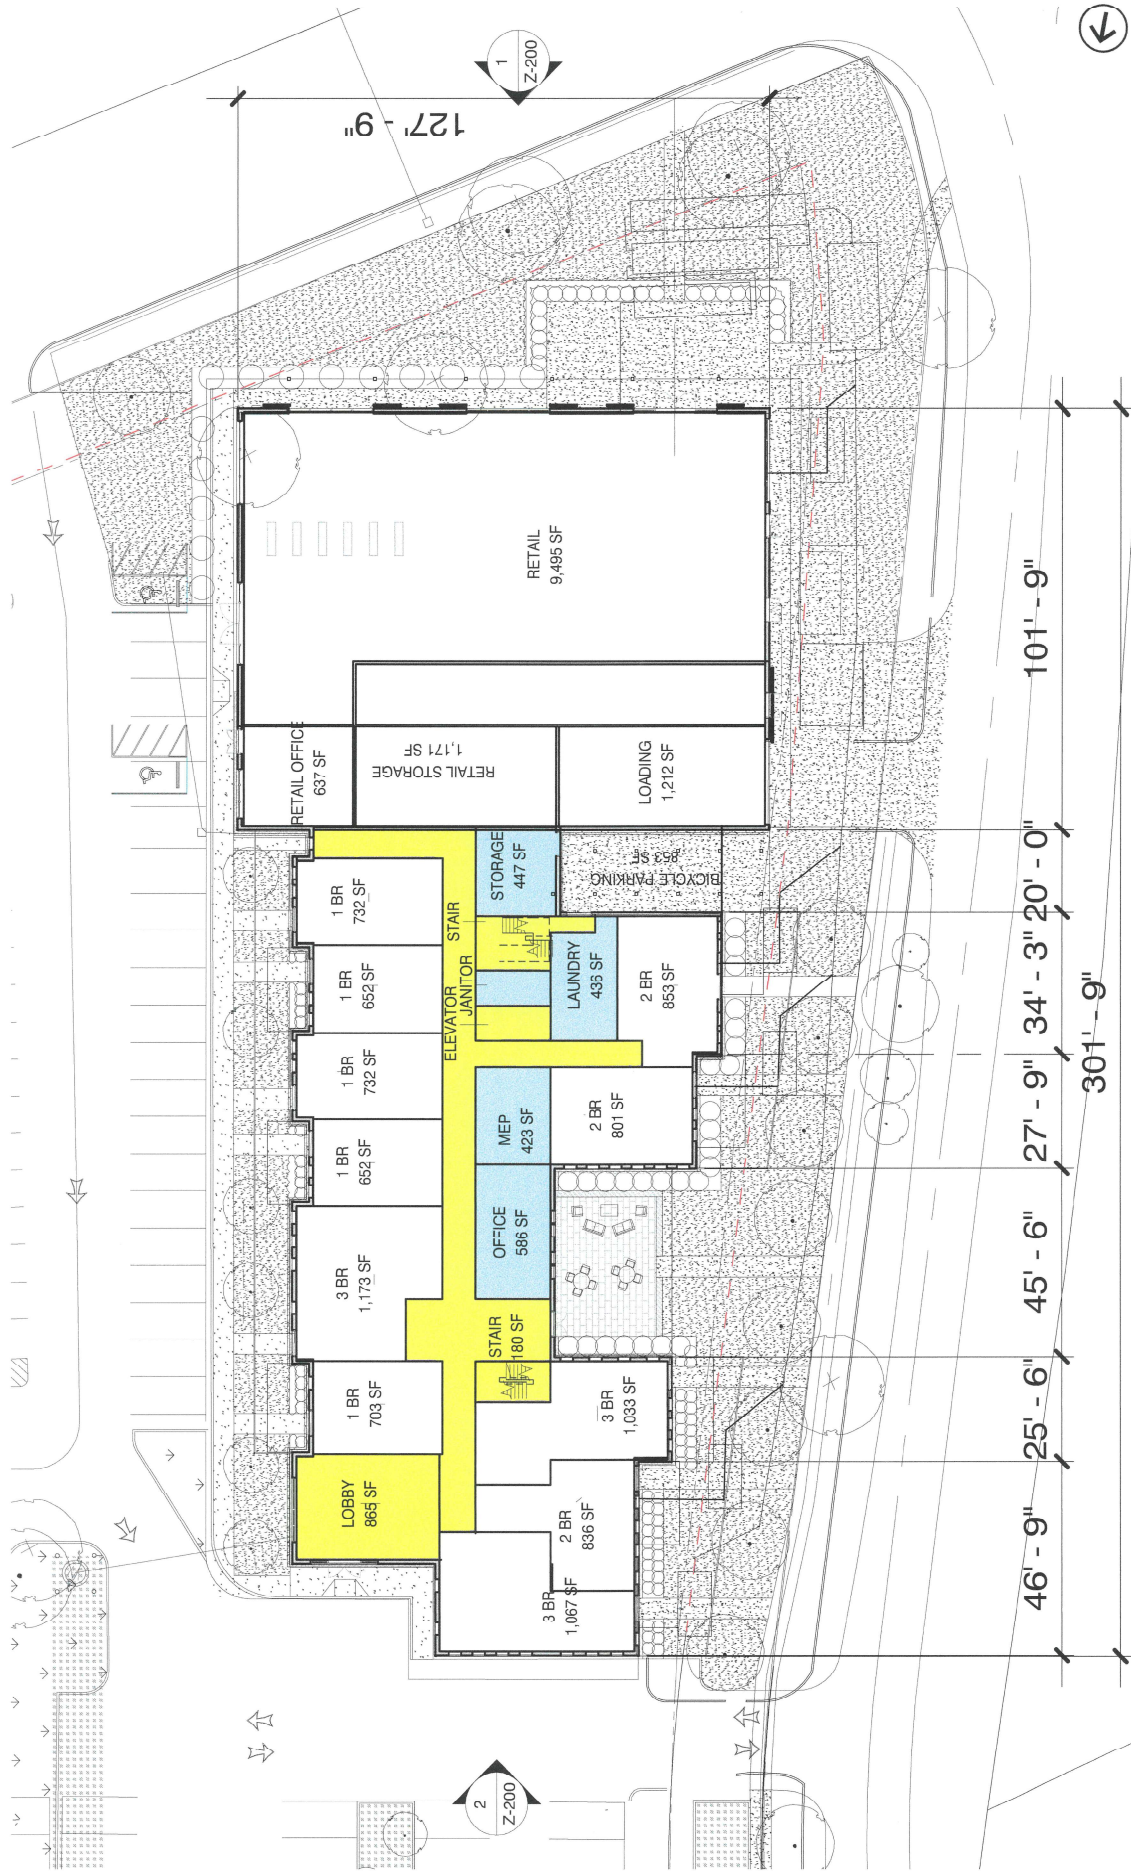 1
Z-200
127' - 9"
RETAIL
9,495 SF
RETAIL OFFICE
637 SF
RETAIL STORAGE
1,171 SF
LOADING
1,212 SF
BICYCLE PARKING
853 SF
1 BR
732 SF
STAIR
STORAGE
447 SF
1 BR
652 SF
ELEVATOR
JANITOR
LAUNDRY
436 SF
2 BR
853 SF
1 BR
732 SF
1 BR
652 SF
MEP
423 SF
2 BR
801 SF
3 BR
1,173 SF
OFFICE
586 SF
STAIR
180 SF
1 BR
703 SF
3 BR
1,033 SF
LOBBY
865 SF
2 BR
836 SF
3 BR
1,067 SF
46' - 9"
25' - 6"
45' - 6"
27' - 9"
34' - 3"
20' - 0"
101' - 9"
301' - 9"
2
Z-200